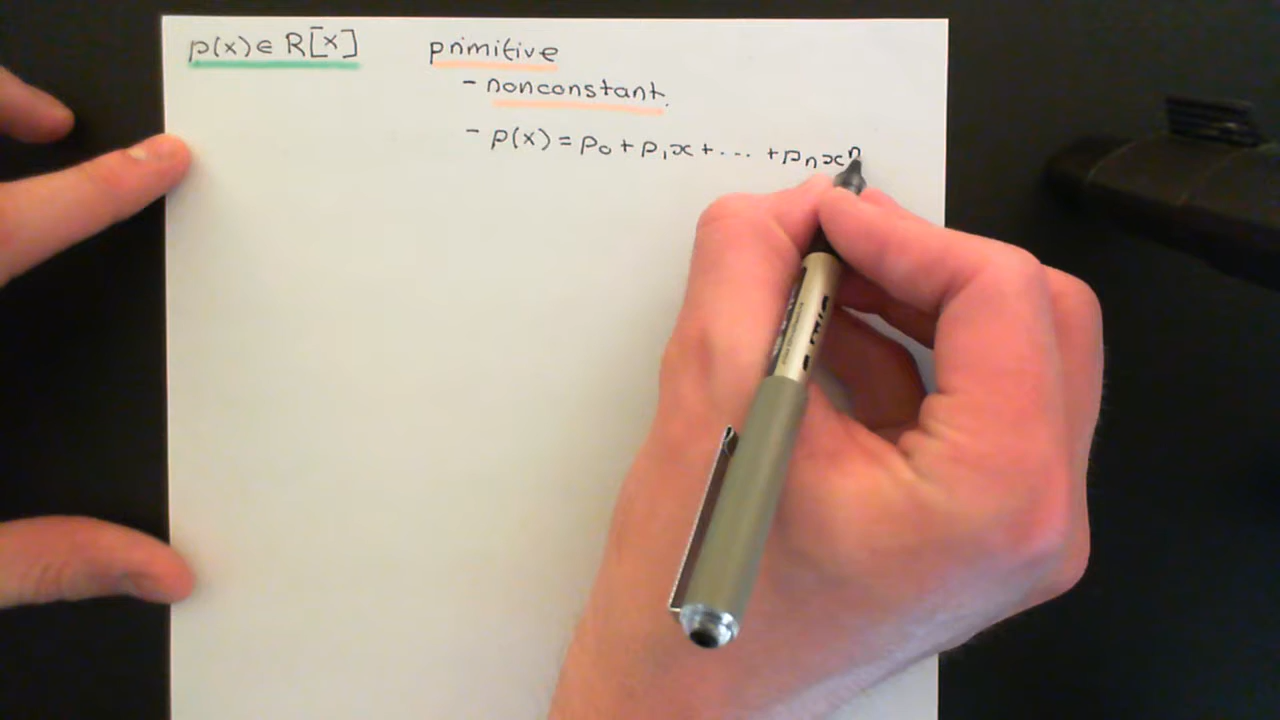 p(x) ∈ R[x]
primitive
- nonconstant.
- p(x) = p₀ + p₁x + ... + pₙxⁿ